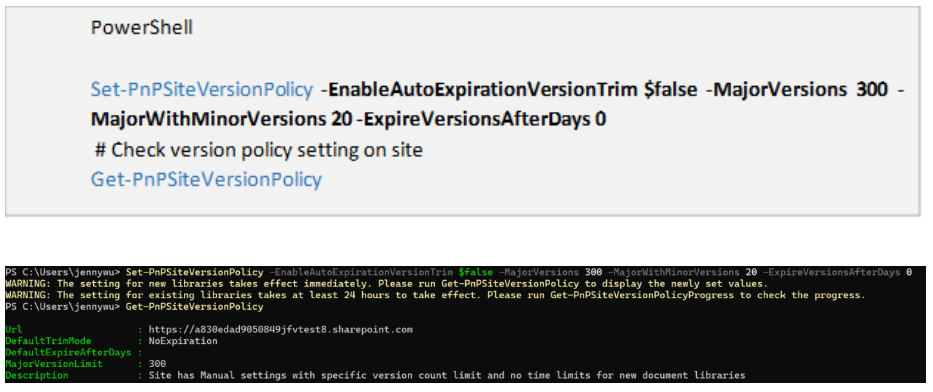 PowerShell
Set-PnPSiteVersionPolicy -EnableAutoExpirationVersionTrim $false -MajorVersions 300 -
MajorWithMinorVersions 20 -ExpireVersionsAfterDays 0
# Check version policy setting on site
Get-PnPSiteVersionPolicy
PS C:\Users\jennywu> Set-PnPSiteVersionPolicy -EnableAutoExpirationVersionTrim $false -MajorVersions 300 -MajorWithMinorVersions 20 -ExpireVersionsAfterDays 0
WARNING: The setting for new libraries takes effect immediately. Please run Get-PnPSiteVersionPolicy to display the newly set values.
WARNING: The setting for existing libraries takes at least 24 hours to take effect. Please run Get-PnPSiteVersionPolicyProgress to check the progress.
PS C:\Users\jennywu> Get-PnPSiteVersionPolicy
Url : https://a830edad9050849jfvtest8.sharepoint.com
DefaultTrimMode : NoExpiration
DefaultExpireAfterDays :
MajorVersionLimit : 300
Description : Site has Manual settings with specific version count limit and no time limits for new document libraries